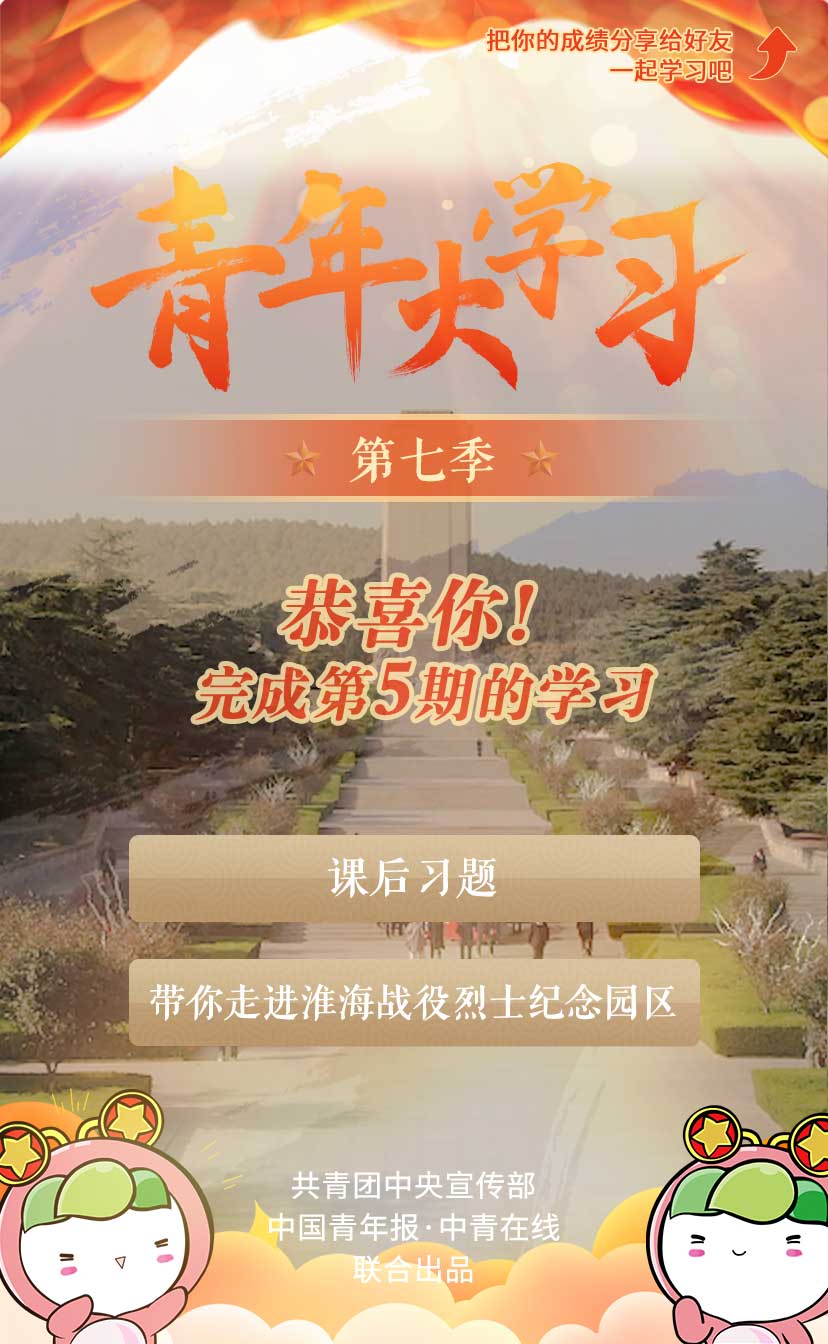 把你的成绩分享给好友
一起学习吧
青年大学习
第七季
恭喜你！
完成第5期的学习
课后习题
带你走进淮海战役烈士纪念园区
共青团中央宣传部
中国青年报·中青在线
联合出品